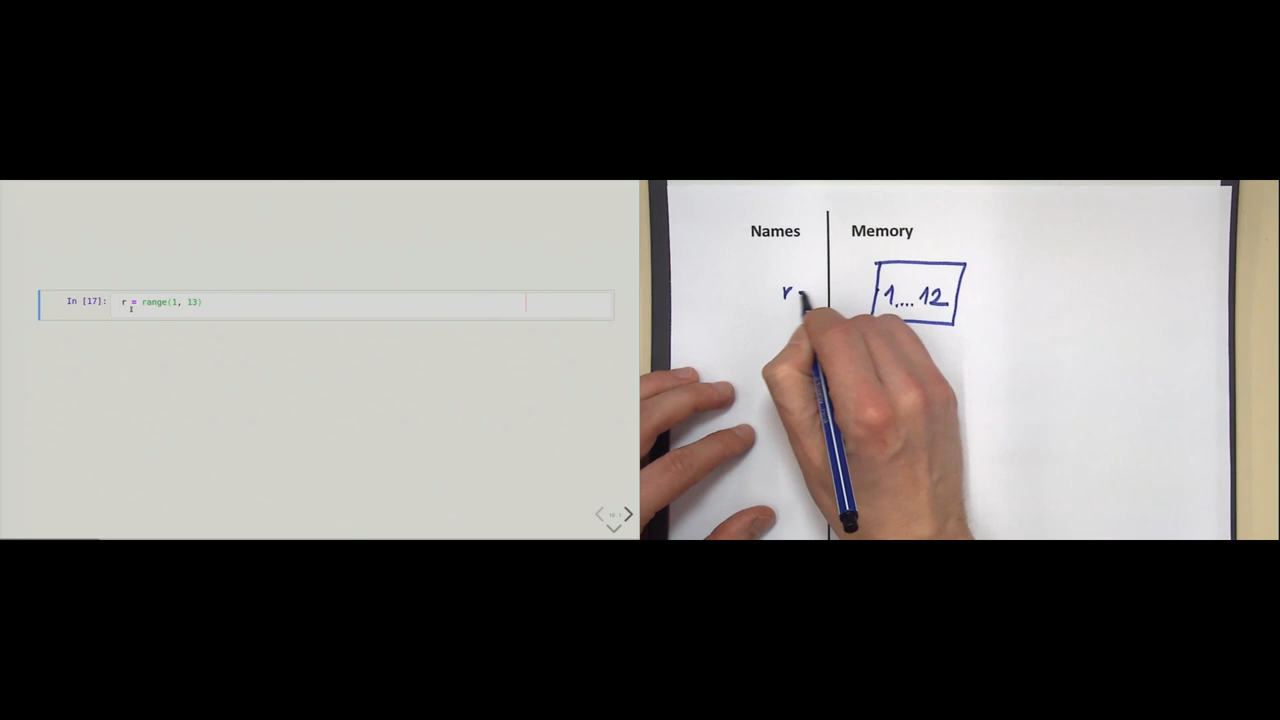 In [17]: r = range(1, 13)
Names Memory
r 1,... 12